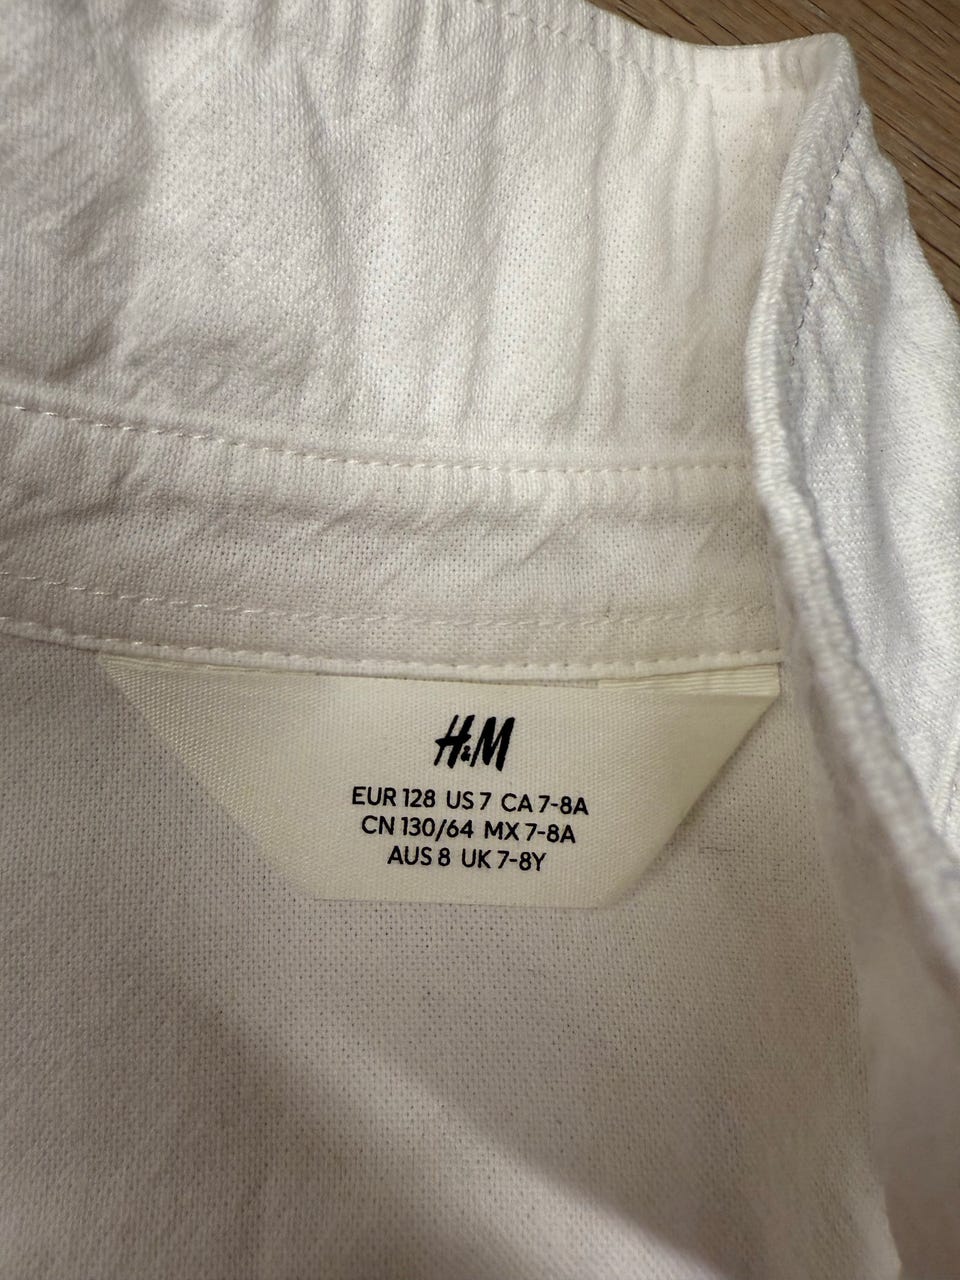 H&M
EUR 128 US 7 CA 7-8A
CN 130/64 MX 7-8A
AUS 8 UK 7-8Y